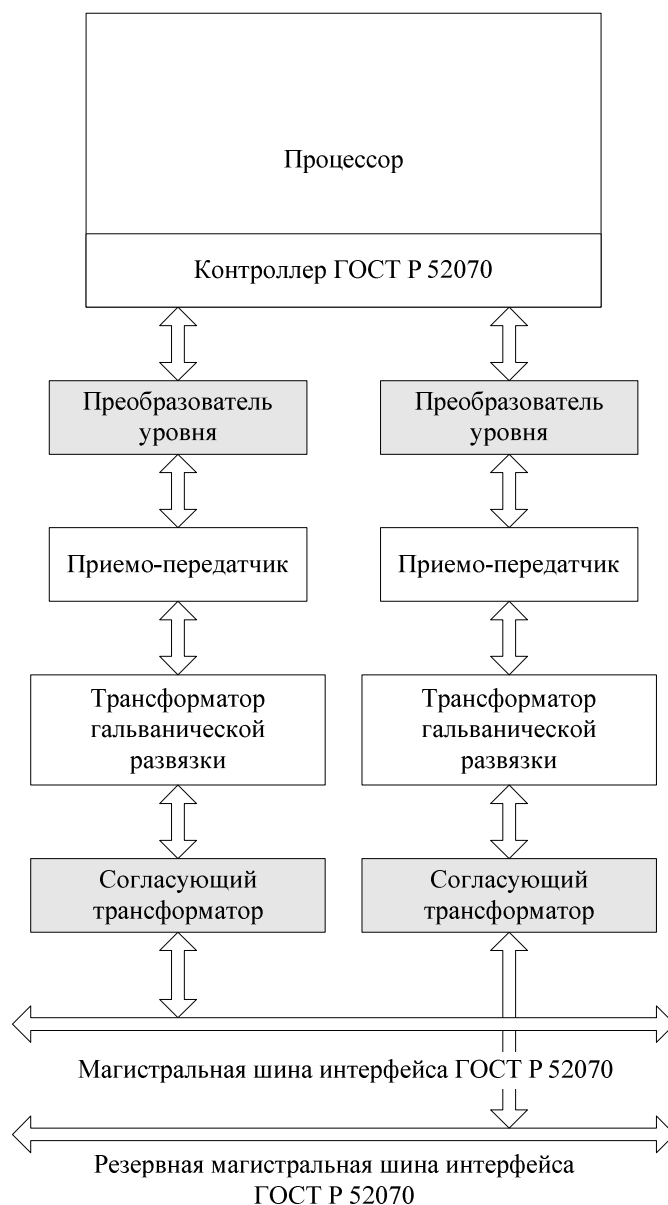 Процессор
Контроллер ГОСТ Р 52070
Преобразователь
уровня
Преобразователь
уровня
Приемо-передатчик
Приемо-передатчик
Трансформатор
гальванической
развязки
Трансформатор
гальванической
развязки
Согласующий
трансформатор
Согласующий
трансформатор
Магистральная шина интерфейса ГОСТ Р 52070
Резервная магистральная шина интерфейса
ГОСТ Р 52070